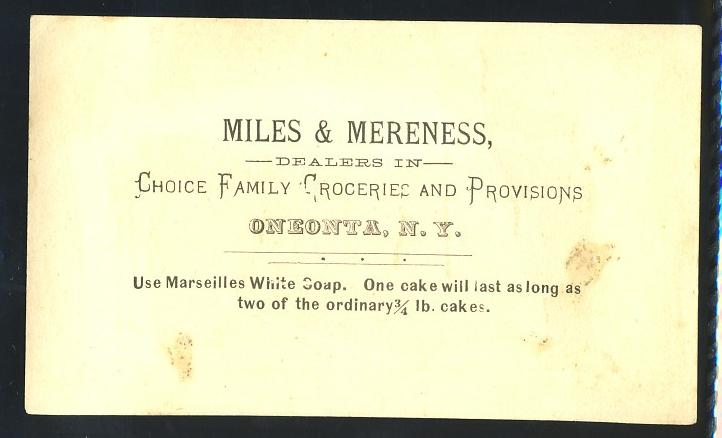 MILES & MERENESS,
DEALERS IN
CHOICE FAMILY GROCERIES AND PROVISIONS
ONEONTA, N. Y.
Use Marseilles White Soap. One cake will last as long as
two of the ordinary 3/4 lb. cakes.